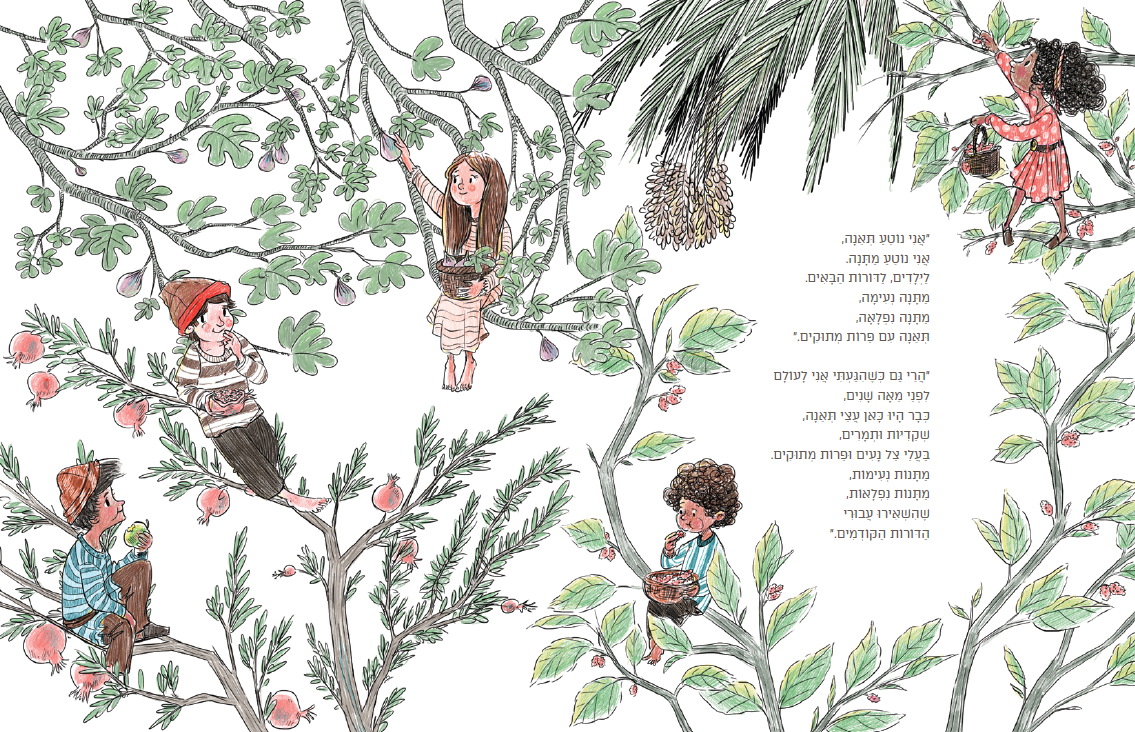 "אֲנִי נוֹטֵעַ תְּאֵנָה,
אֲנִי נוֹטֵעַ מַתָּנָה.
לַיְלָדִים, לַדּוֹרוֹת הַבָּאִים.
מַתָּנָה נְעִימָה,
מַתָּנָה נִפְלָאָה,
תְּאֵנָה עִם פֵּרוֹת מְתוּקִים."
"הֲרֵי גַּם כְּשֶׁהִגַּעְתִּי אֲנִי לָעוֹלָם
לִפְנֵי מֵאָה שָׁנִים,
כְּבָר הָיוּ כָּאן עֲצֵי תְּאֵנָה,
שְׁקֵדִיּוֹת וּתְמָרִים,
בַּעֲלֵי צֵל נָעִים וּפֵרוֹת מְתוּקִים.
מַתָּנוֹת נְעִימוֹת,
מַתָּנוֹת נִפְלָאוֹת,
שֶׁהִשְׁאִירוּ עֲבוּרִי
הַדּוֹרוֹת הַקּוֹדְמִים."